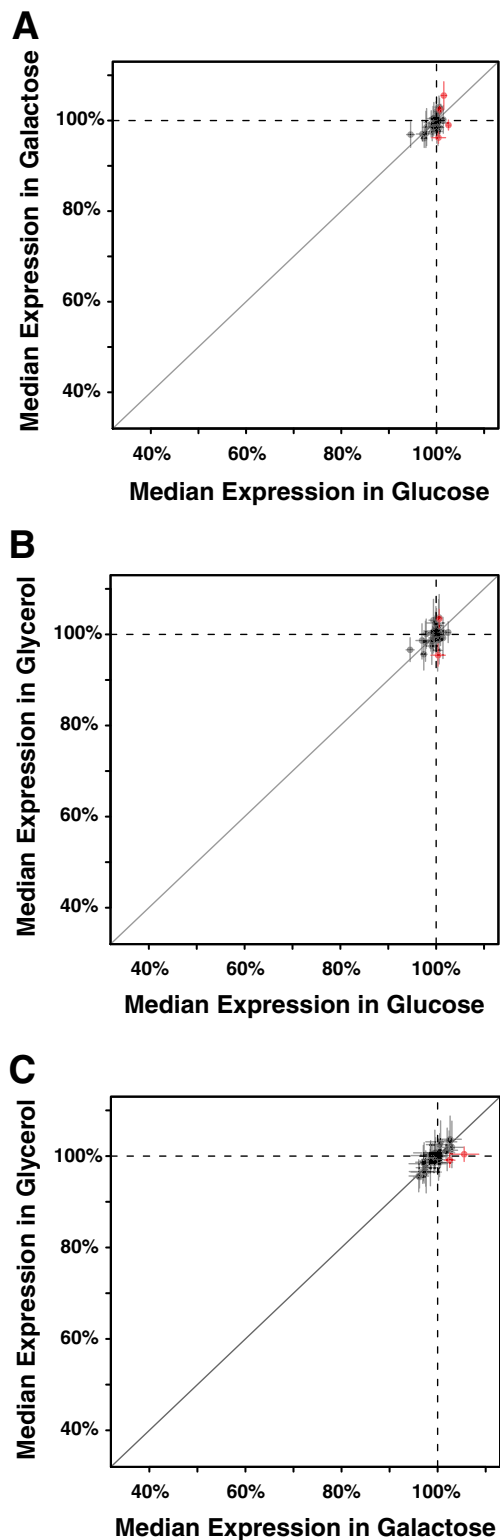 A
Median Expression in Galactose
100%
80%
60%
40%
40% 60% 80% 100%
Median Expression in Glucose
B
Median Expression in Glycerol
100%
80%
60%
40%
40% 60% 80% 100%
Median Expression in Glucose
C
Median Expression in Glycerol
100%
80%
60%
40%
40% 60% 80% 100%
Median Expression in Galactose